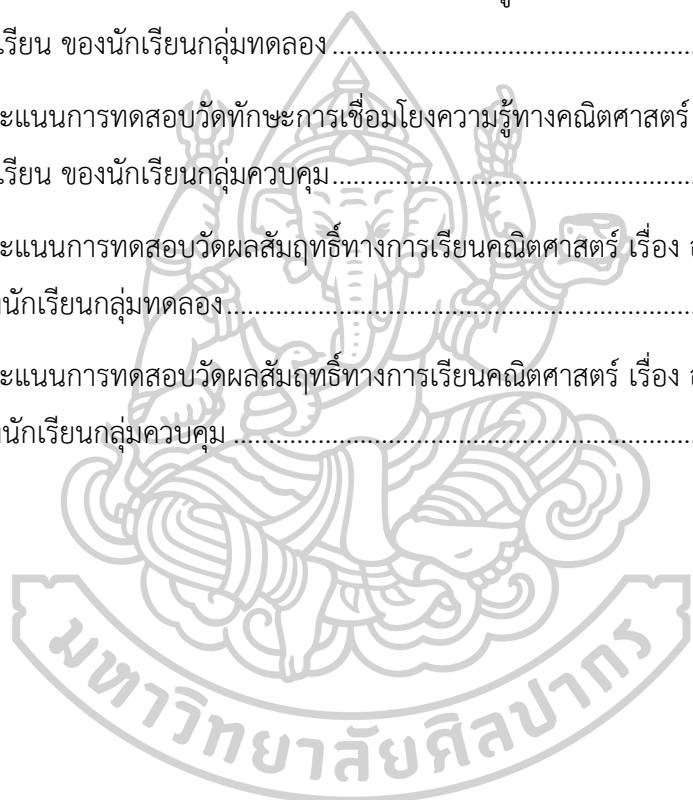 เรียน ของนักเรียนกลุ่มทดลอง
ะแนนการทดสอบวัดทักษะการเชื่อมโยงความรู้ทางคณิตศาสตร์
เรียน ของนักเรียนกลุ่มควบคุม
ะแนนการทดสอบวัดผลสัมฤทธิ์ทางการเรียนคณิตศาสตร์ เรื่อง
นักเรียนกลุ่มทดลอง
ะแนนการทดสอบวัดผลสัมฤทธิ์ทางการเรียนคณิตศาสตร์ เรื่อง
นักเรียนกลุ่มควบคุม
มหาวิทยาลัยศิลปากร